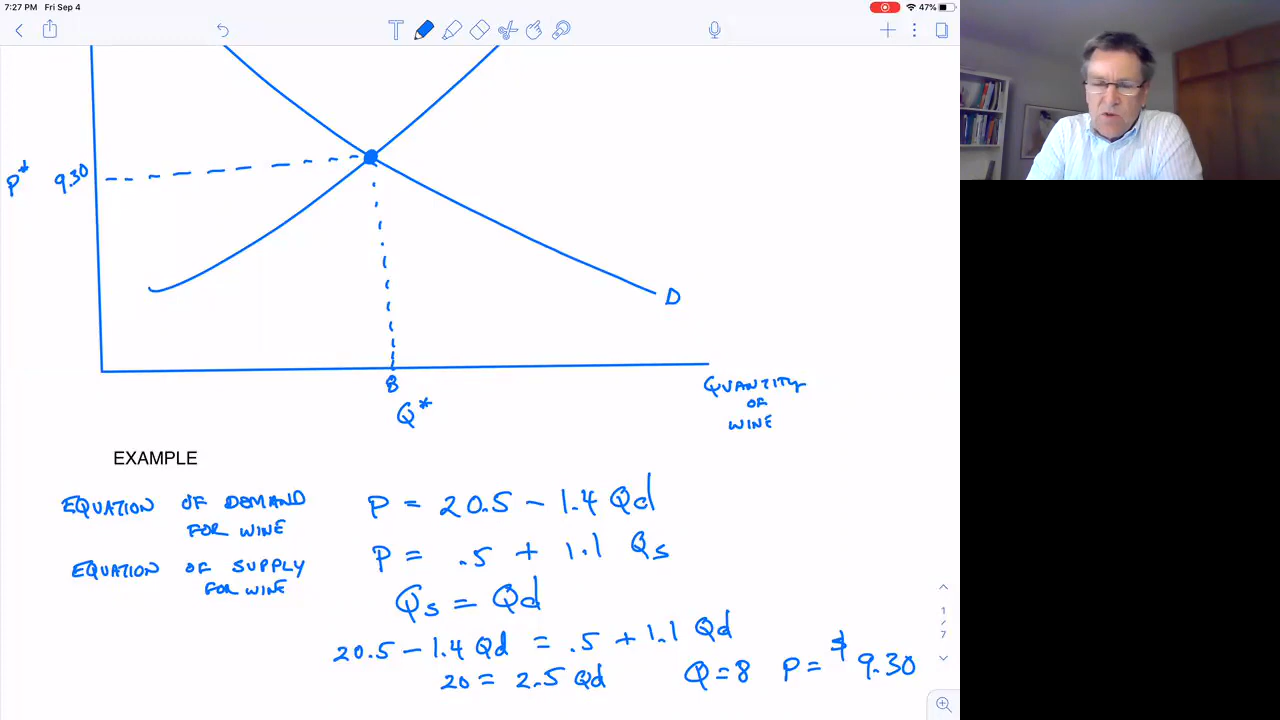 7:27 PM Fri Sep 4
47%
T
P* 9.30
D
8
Q*
QUANTITY
OF
WINE
EXAMPLE
EQUATION OF DEMAND
FOR WINE
P = 20.5 - 1.4 Qd
EQUATION OF SUPPLY
FOR WINE
P = .5 + 1.1 Qs
Qs = Qd
20.5 - 1.4 Qd = .5 + 1.1 Qd
20 = 2.5 Qd
Q = 8 P = $ 9.30
1
/
7